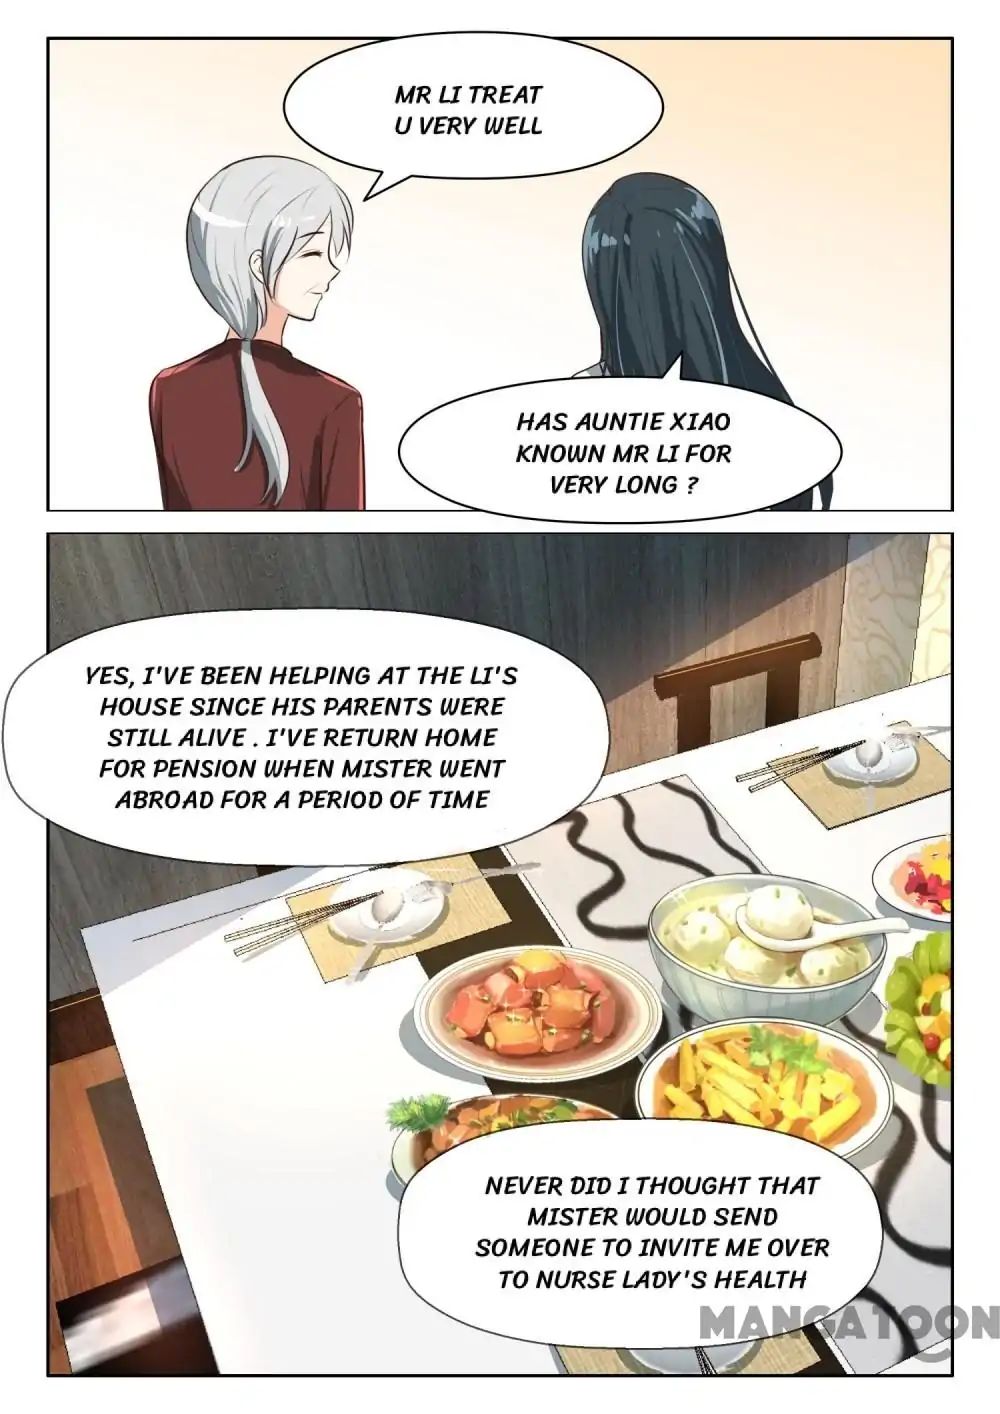 MR LI TREAT
U VERY WELL
HAS AUNTIE XIAO
KNOWN MR LI FOR
VERY LONG ?
YES, I'VE BEEN HELPING AT THE LI'S
HOUSE SINCE HIS PARENTS WERE
STILL ALIVE . I'VE RETURN HOME
FOR PENSION WHEN MISTER WENT
ABROAD FOR A PERIOD OF TIME
NEVER DID I THOUGHT THAT
MISTER WOULD SEND
SOMEONE TO INVITE ME OVER
TO NURSE LADY'S HEALTH
MANGATOON